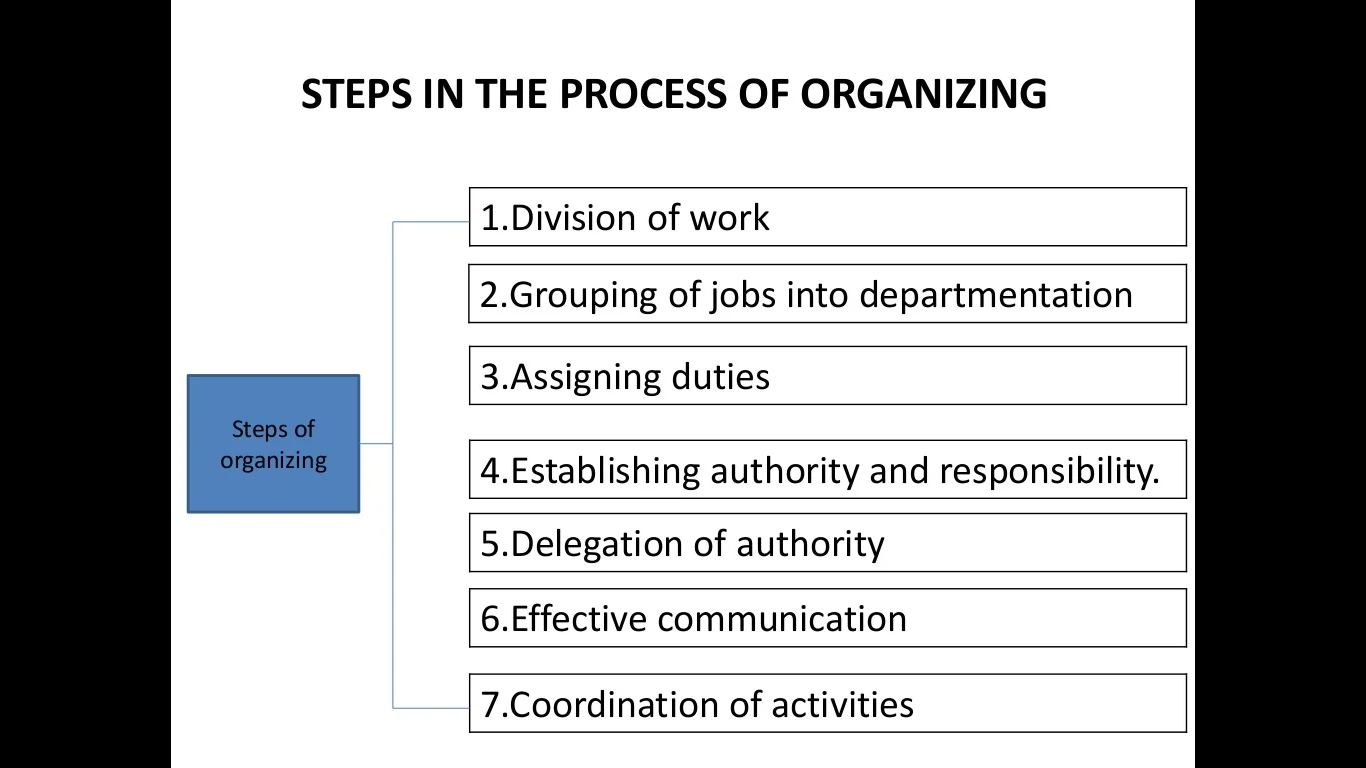 STEPS IN THE PROCESS OF ORGANIZING
1.Division of work
2.Grouping of jobs into departmentation
3.Assigning duties
Steps of
organizing
4.Establishing authority and responsibility.
5.Delegation of authority
6.Effective communication
7.Coordination of activities